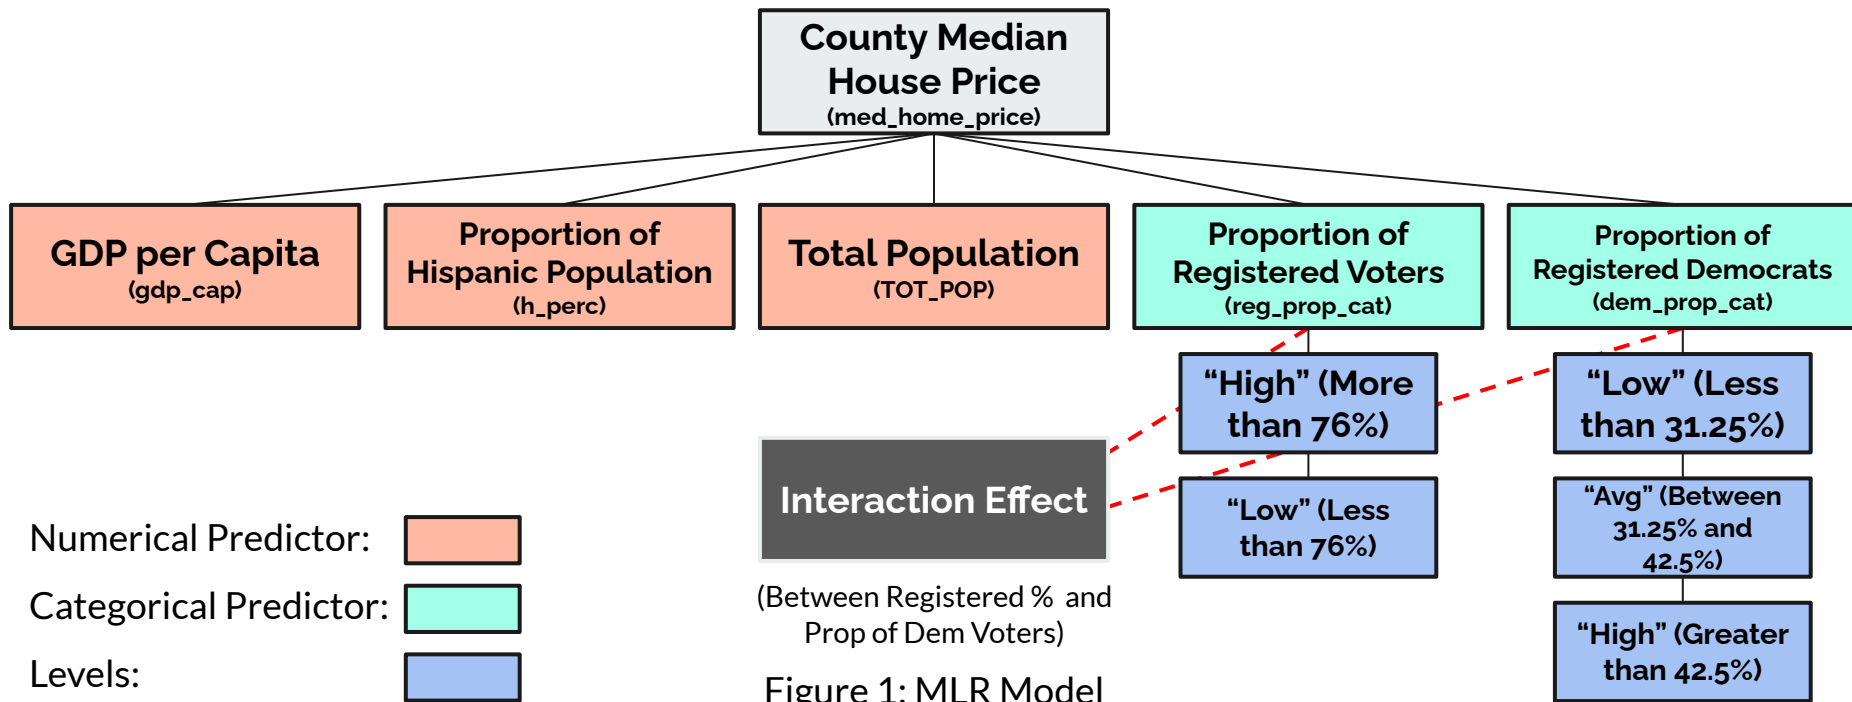 County Median
House Price
(med_home_price)
GDP per Capita
(gdp_cap)
Proportion of
Hispanic Population
(h_perc)
Total Population
(TOT_POP)
Proportion of
Registered Voters
(reg_prop_cat)
Proportion of
Registered Democrats
(dem_prop_cat)
“High” (More
than 76%)
“Low” (Less
than 76%)
“Low” (Less
than 31.25%)
“Avg” (Between
31.25% and
42.5%)
“High” (Greater
than 42.5%)
Interaction Effect
(Between Registered % and
Prop of Dem Voters)
Numerical Predictor:
Categorical Predictor:
Levels:
Figure 1: MLR Model